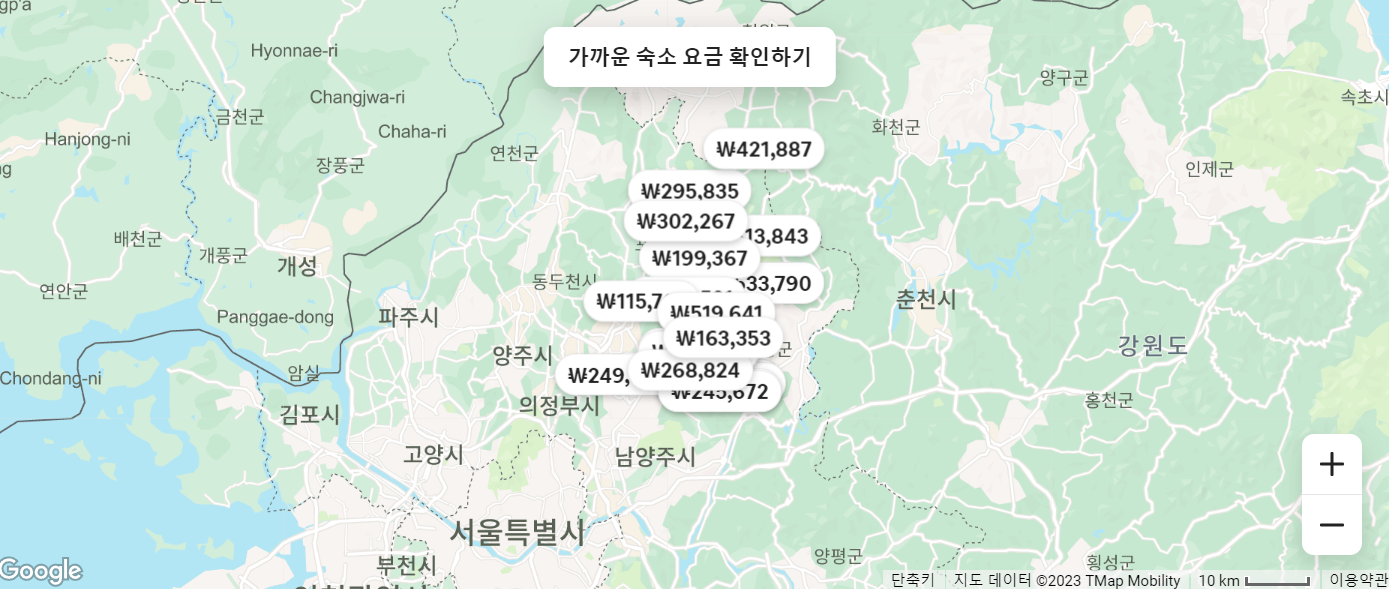 Hyonnae-ri
가까운 숙소 요금 확인하기
양구군
속초시
Changjwa-ri
금천군
Hanjong-ni
Chaha-ri
화천군
연천군
₩421,887
장풍군
인제군
₩295,835
₩302,267
13,843
배천군
개풍군
개성
₩199,367
연안군
동두천시
533,790
₩115,7
춘천시
Panggae-dong
파주시
₩519,641
₩163,353
강원도
양주시
군
Chondang-ni
암실
₩249,
₩268,824
₩245,672
홍천군
김포시
의정부시
고양시
남양주시
서울특별시
부천시
양평군
횡성군
Google
단축키
지도 데이터 ©2023 TMap Mobility
10 km
이용약관